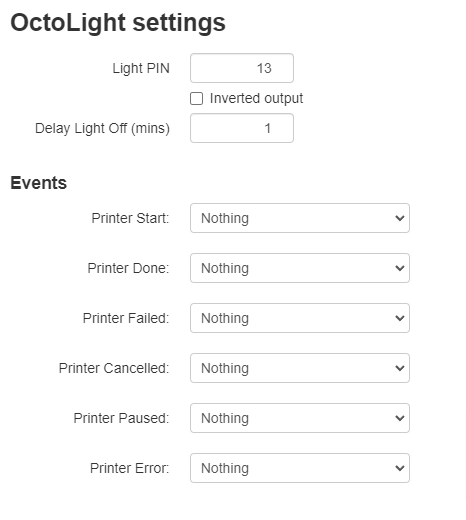 OctoLight settings
Light PIN 13
Inverted output
Delay Light Off (mins) 1
Events
Printer Start: Nothing
Printer Done: Nothing
Printer Failed: Nothing
Printer Cancelled: Nothing
Printer Paused: Nothing
Printer Error: Nothing